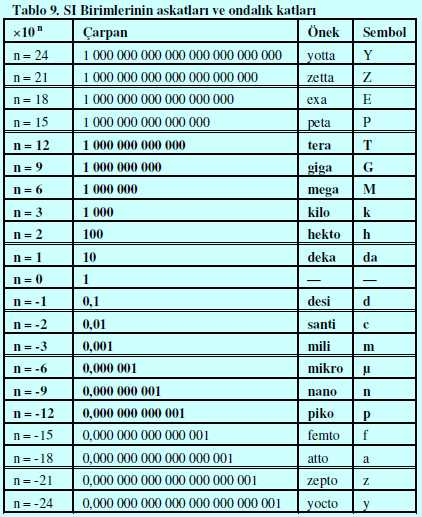 Tablo 9. SI Birimlerinin askatları ve ondalık katları
×10 n Çarpan Önek Sembol
n = 24 1 000 000 000 000 000 000 000 000 yotta Y
n = 21 1 000 000 000 000 000 000 000 zetta Z
n = 18 1 000 000 000 000 000 000 exa E
n = 15 1 000 000 000 000 000 peta P
n = 12 1 000 000 000 000 tera T
n = 9 1 000 000 000 giga G
n = 6 1 000 000 mega M
n = 3 1 000 kilo k
n = 2 100 hekto h
n = 1 10 deka da
n = 0 1 — —
n = -1 0,1 desi d
n = -2 0,01 santi c
n = -3 0,001 mili m
n = -6 0,000 001 mikro µ
n = -9 0,000 000 001 nano n
n = -12 0,000 000 000 001 piko p
n = -15 0,000 000 000 000 001 femto f
n = -18 0,000 000 000 000 000 001 atto a
n = -21 0,000 000 000 000 000 000 001 zepto z
n = -24 0,000 000 000 000 000 000 000 001 yocto y